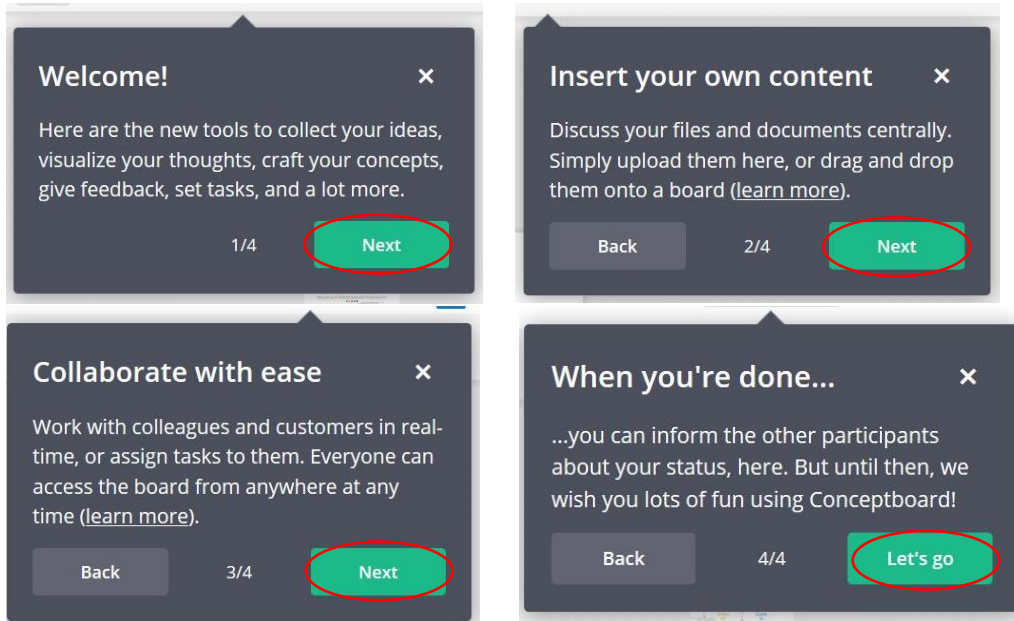 Welcome! ×
Here are the new tools to collect your ideas,
visualize your thoughts, craft your concepts,
give feedback, set tasks, and a lot more.
1/4 Next
Insert your own content ×
Discuss your files and documents centrally.
Simply upload them here, or drag and drop
them onto a board (learn more).
Back 2/4 Next
Collaborate with ease ×
Work with colleagues and customers in real-
time, or assign tasks to them. Everyone can
access the board from anywhere at any
time (learn more).
Back 3/4 Next
When you're done... ×
...you can inform the other participants
about your status, here. But until then, we
wish you lots of fun using Conceptboard!
Back 4/4 Let's go